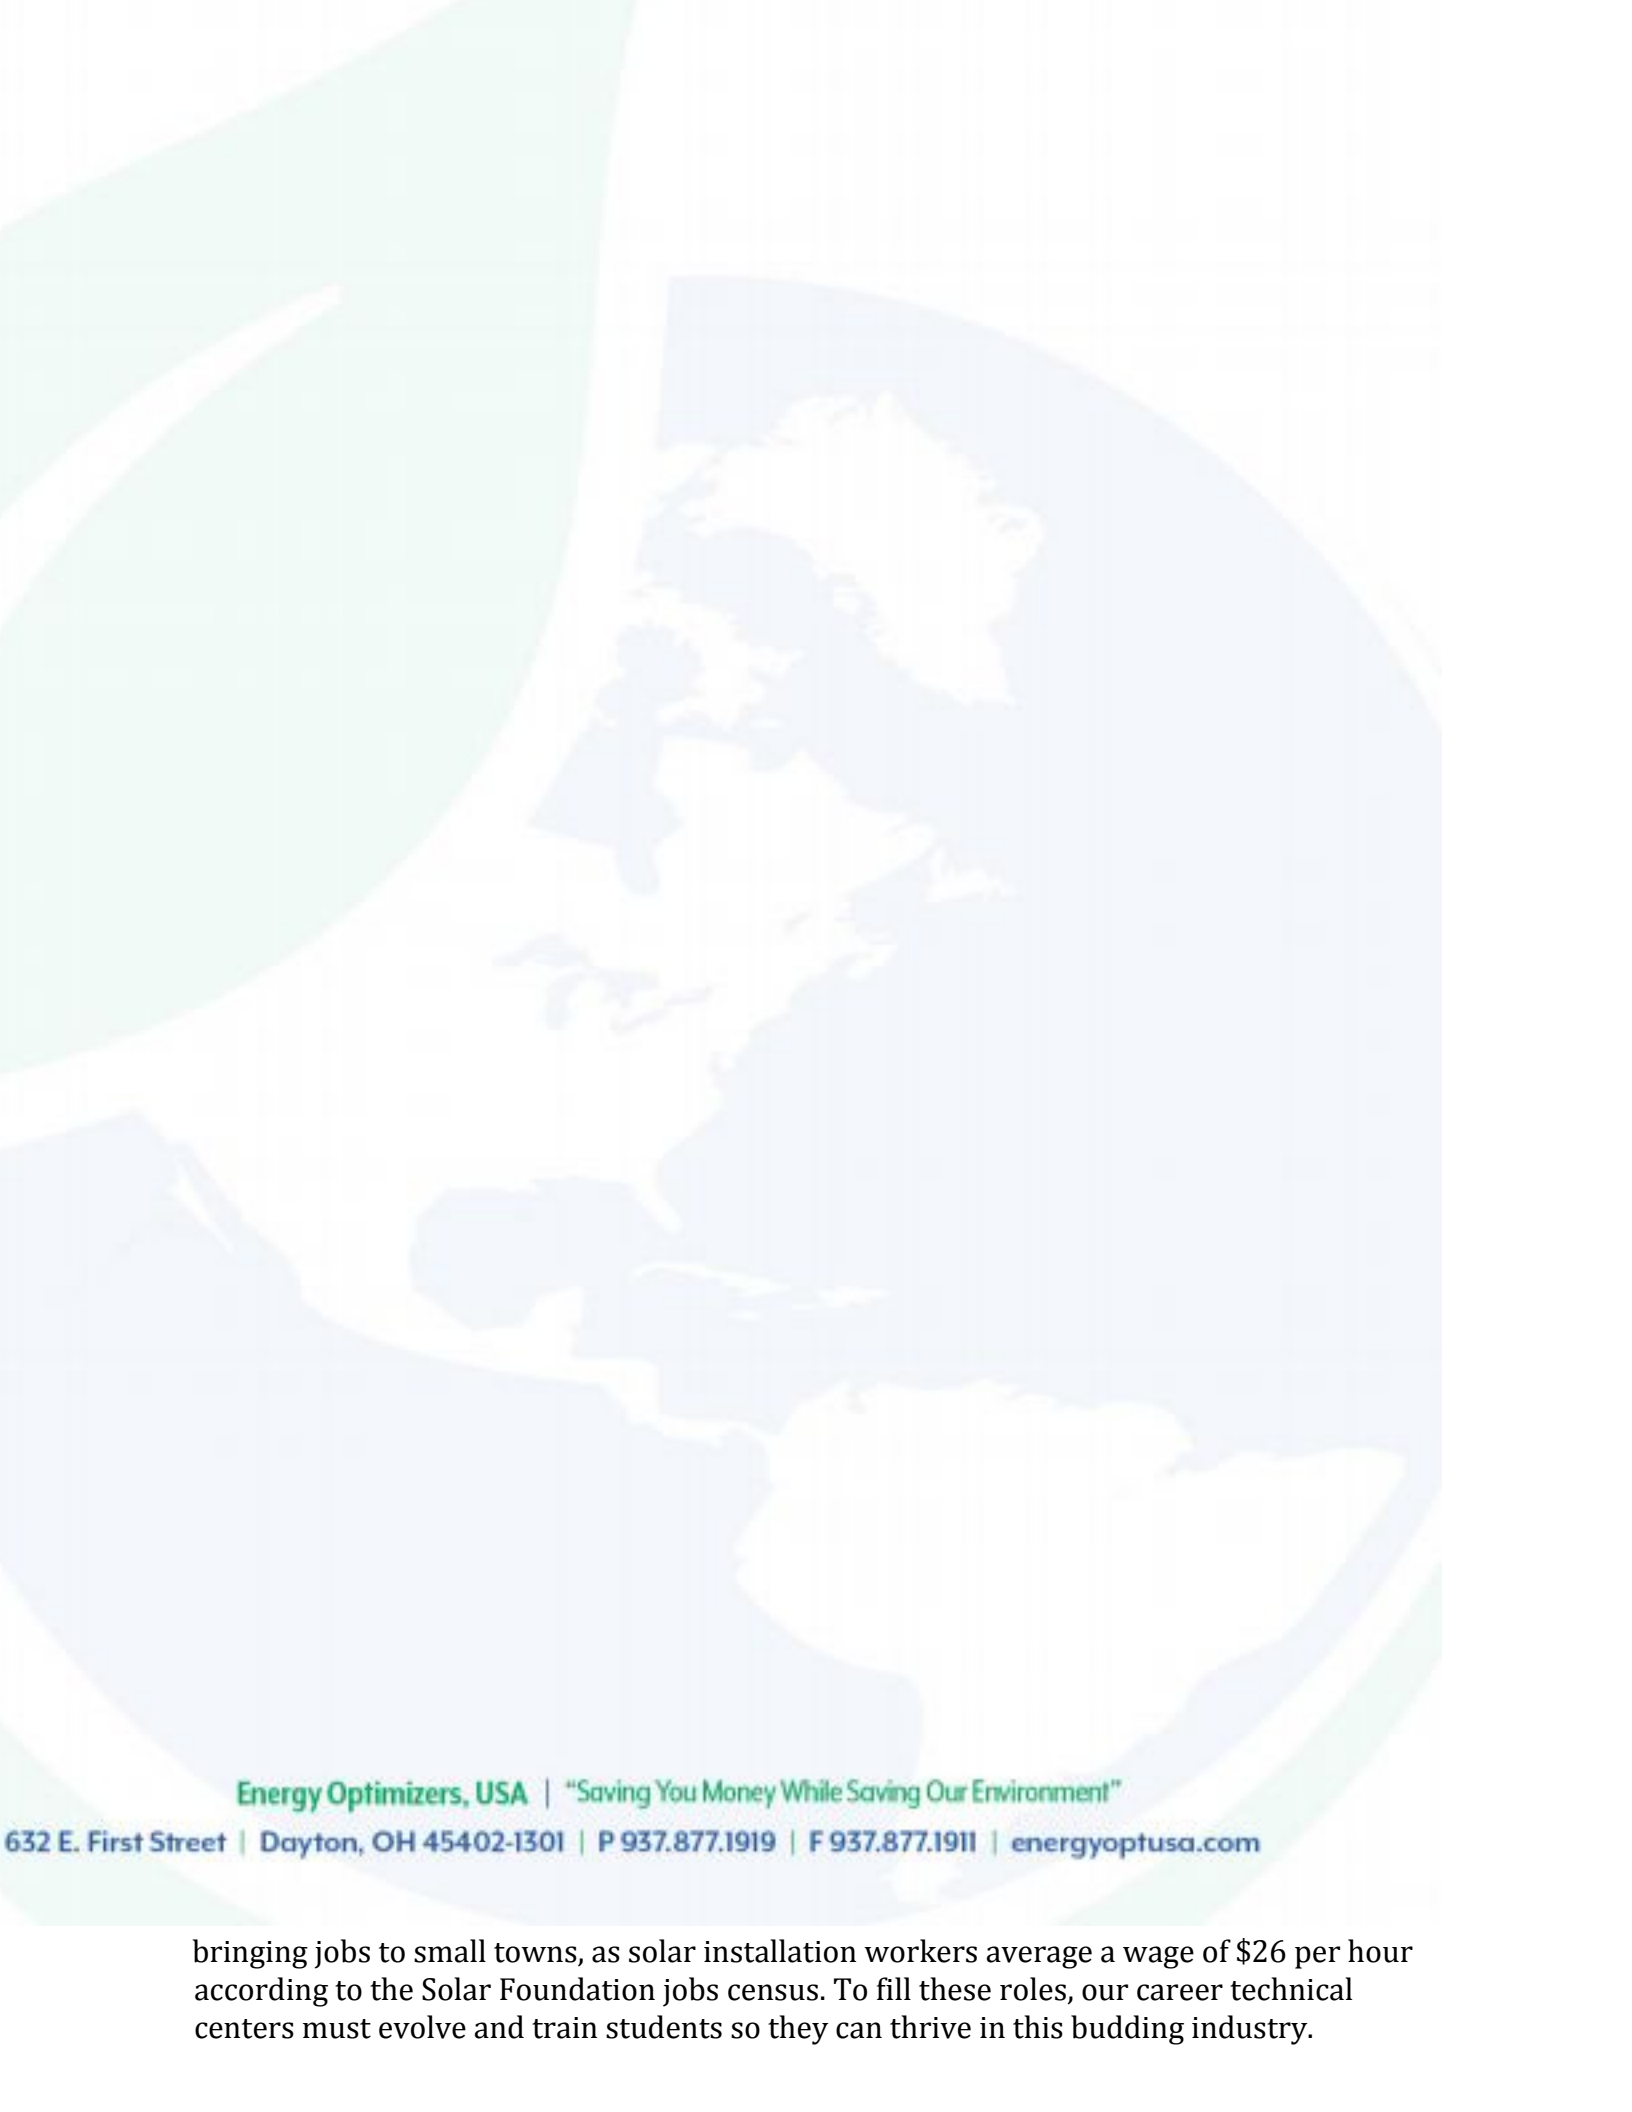 Energy Optimizers, USA | “Saving You Money While Saving Our Environment”
632 E. First Street | Dayton, OH 45402-1301 | P 937.877.1919 | F 937.877.1911 | energyoptusa.com
bringing jobs to small towns, as solar installation workers average a wage of $26 per hour
according to the Solar Foundation jobs census. To fill these roles, our career technical
centers must evolve and train students so they can thrive in this budding industry.